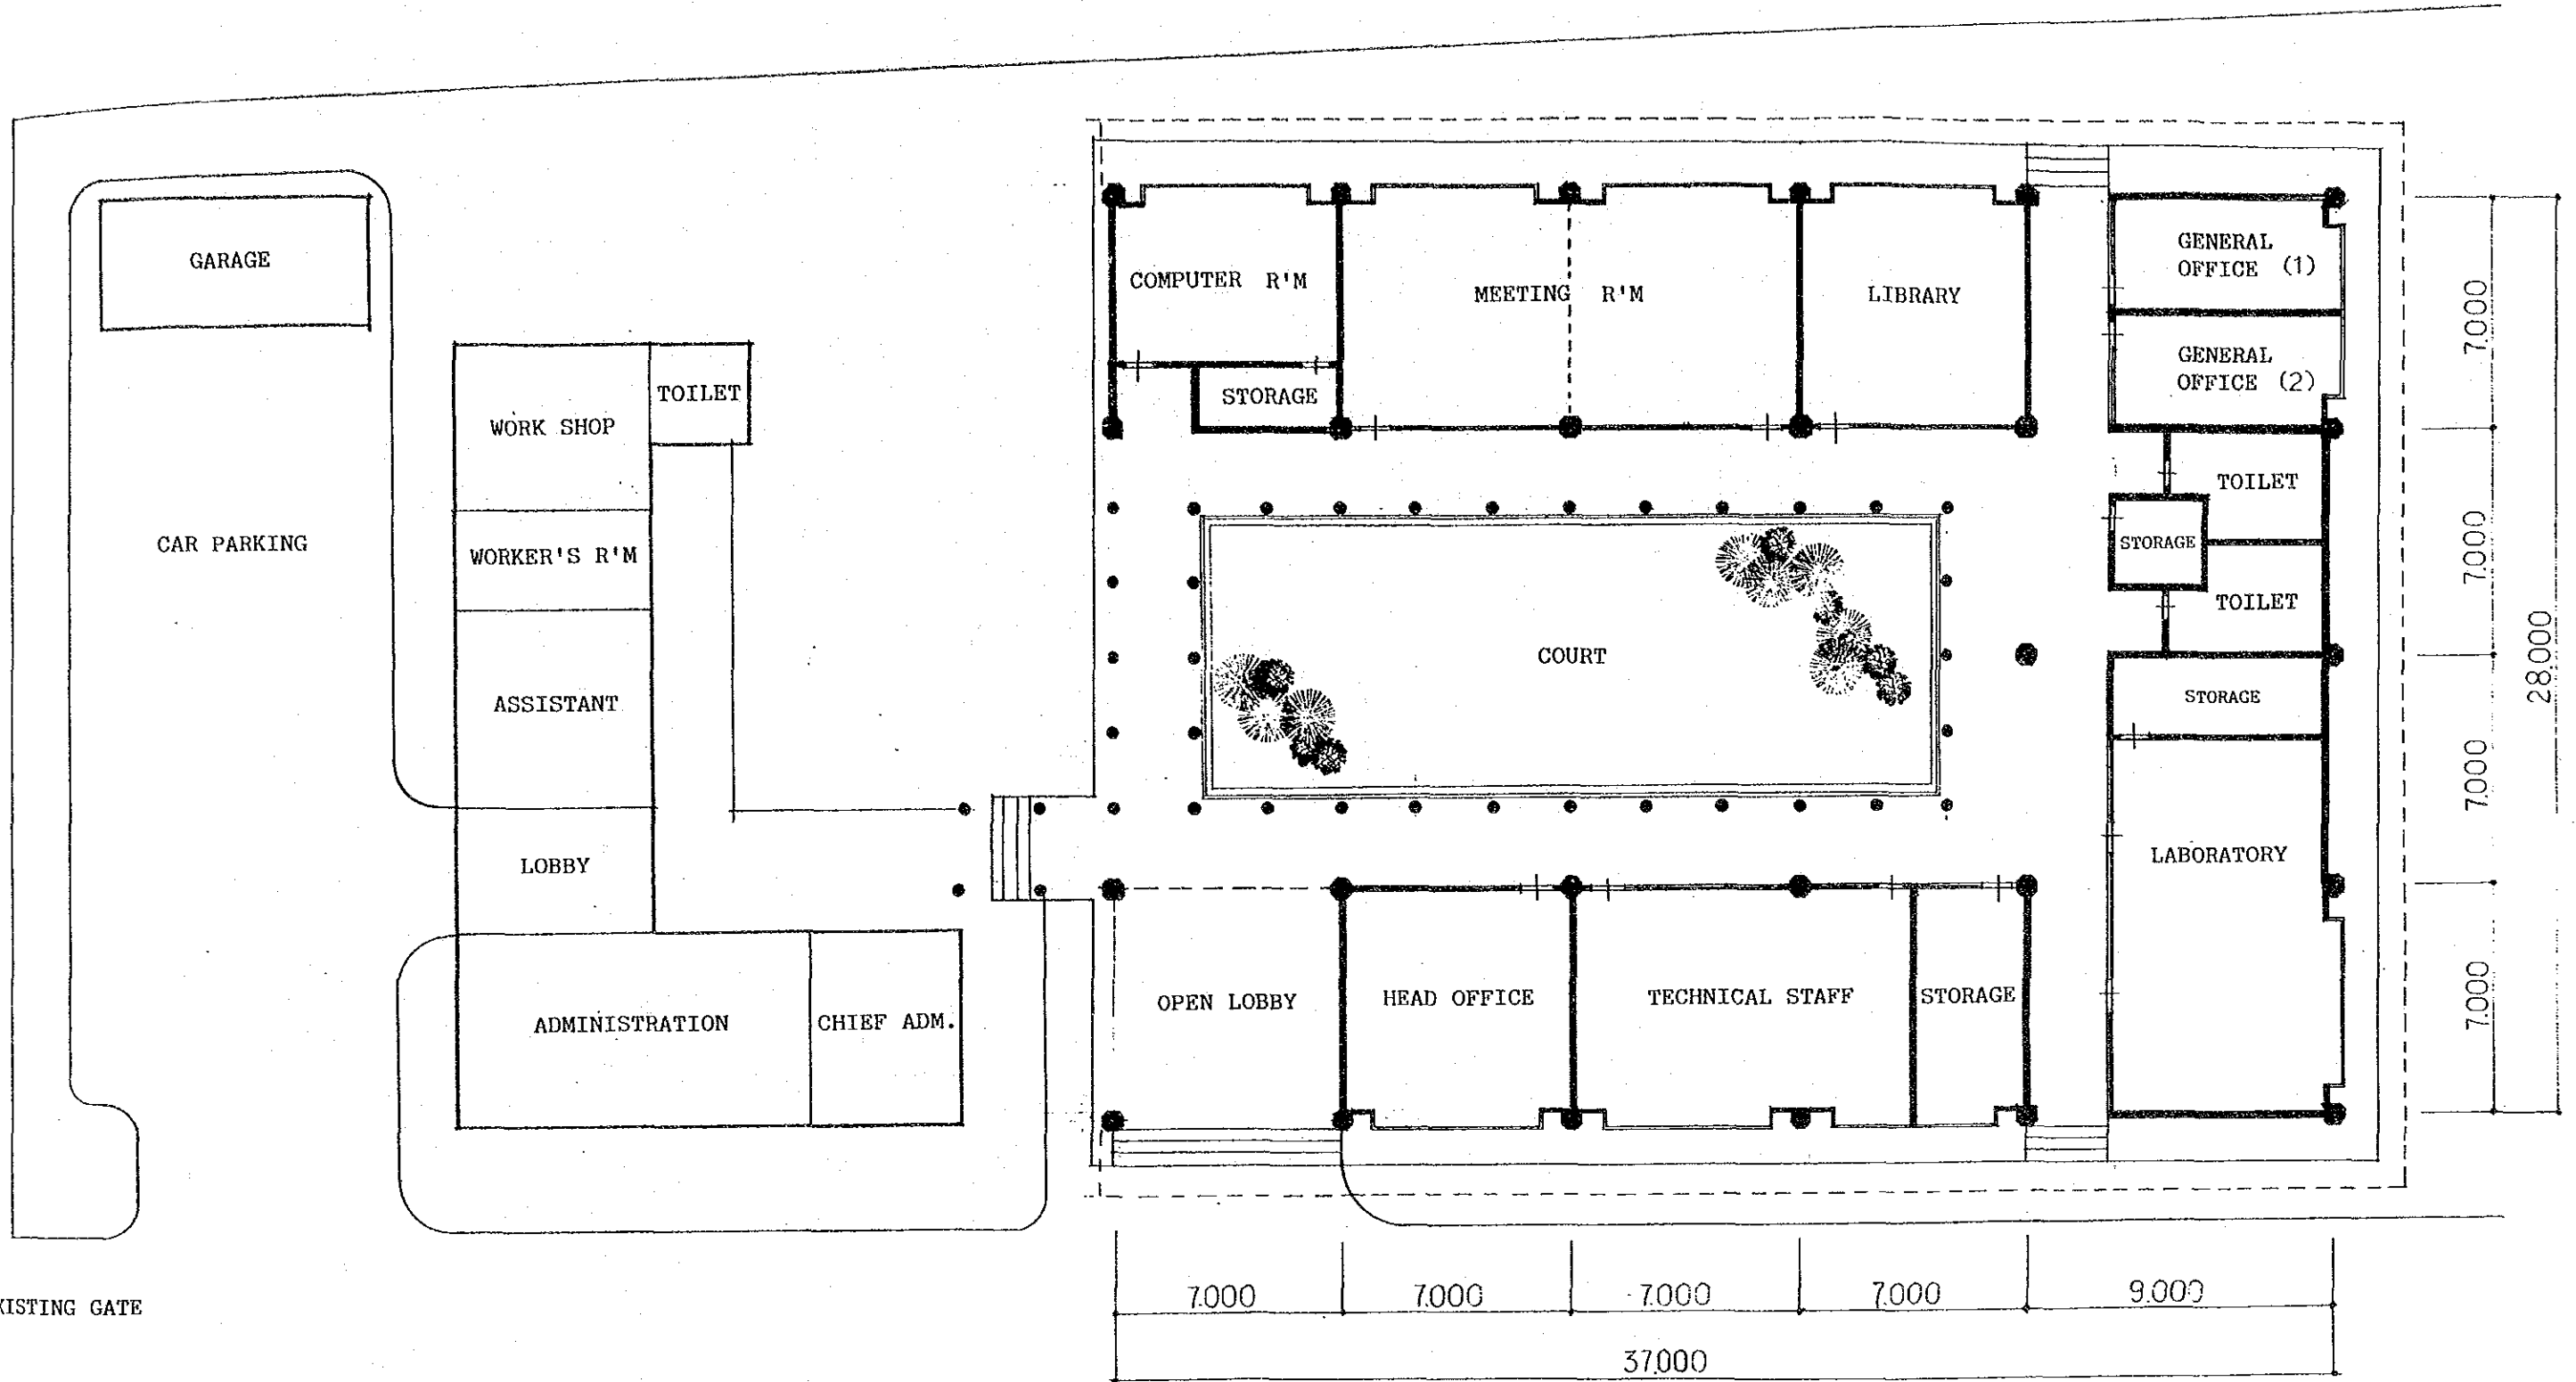 GARAGE
CAR PARKING
WORK SHOP
TOILET
WORKER'S R'M
ASSISTANT
LOBBY
ADMINISTRATION
CHIEF ADM.
XISTING GATE
COMPUTER R'M
STORAGE
MEETING R'M
LIBRARY
GENERAL
OFFICE (1)
GENERAL
OFFICE (2)
TOILET
STORAGE
TOILET
STORAGE
LABORATORY
COURT
OPEN LOBBY
HEAD OFFICE
TECHNICAL STAFF
STORAGE
7.000
7.000
7.000
7.000
28.000
7.000
7.000
7.000
7.000
9.000
37.000